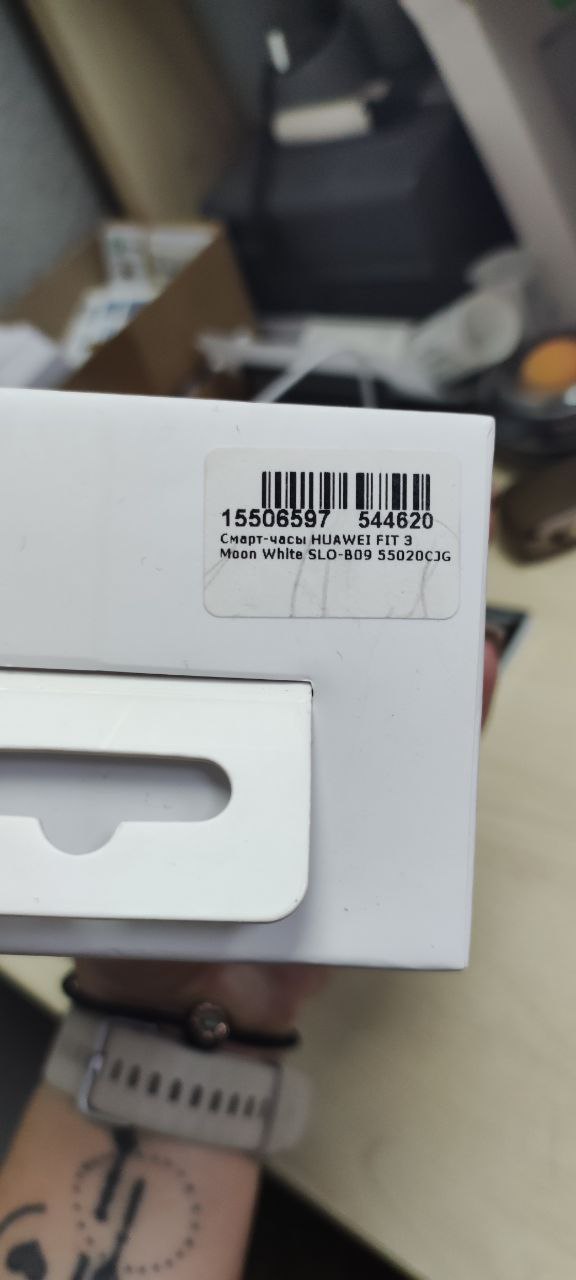 15506597 544620
Смарт-часы HUAWEI FIT 3
Moon White SLO-B09 55020CJG